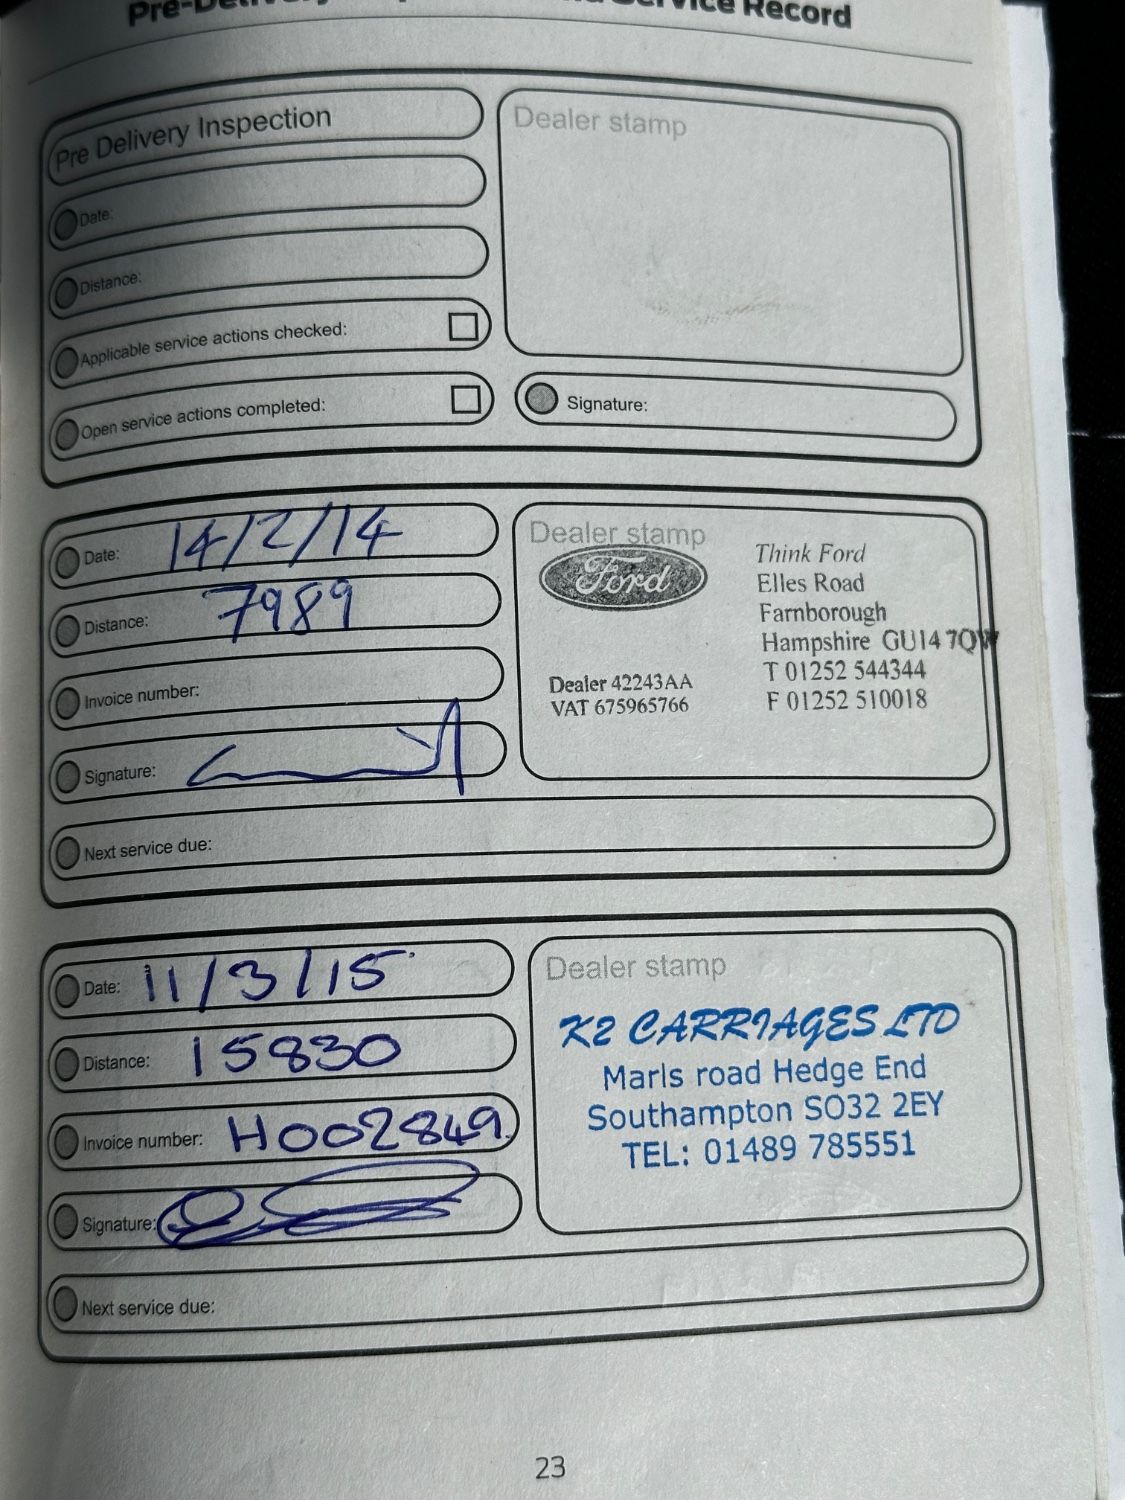 Pre-Delivery Service Record
Pre Delivery Inspection
Date:
Distance:
Applicable service actions checked:
Open service actions completed:
Dealer stamp
Signature:
Date: 14/2/14
Distance: 7989
Invoice number:
Signature:
Next service due:
Dealer stamp
Ford
Dealer 42243AA
VAT 675965766
Think Ford
Elles Road
Farnborough
Hampshire GU14 7QW
T 01252 544344
F 01252 510018
Date: 11/3/15
Distance: 15830
Invoice number: H002849
Signature:
Next service due:
Dealer stamp
K2 CARRIAGES LTD
Marls road Hedge End
Southampton SO32 2EY
TEL: 01489 785551
23